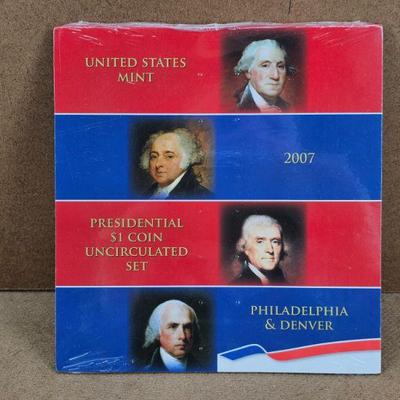 UNITED STATES
MINT
2007
PRESIDENTIAL
$1 COIN
UNCIRCULATED
SET
PHILADELPHIA
& DENVER